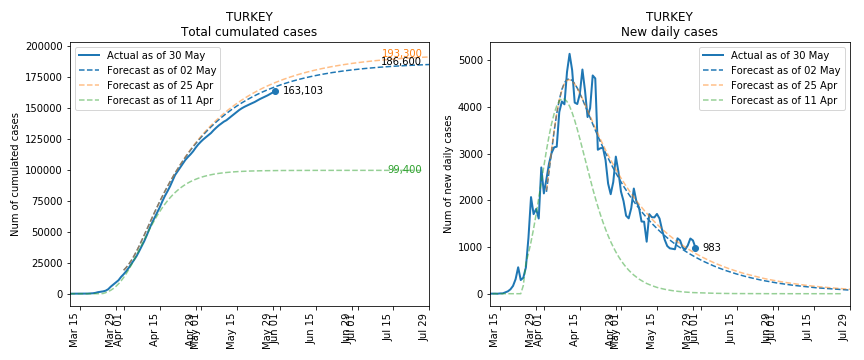 TURKEY
Total cumulated cases
Num of cumulated cases
200000
175000
150000
125000
100000
75000
50000
25000
0
Actual as of 30 May
Forecast as of 02 May
Forecast as of 25 Apr
Forecast as of 11 Apr
193,300
186,600
163,103
99,400
Mar 15
Mar 29
Apr 01
Apr 15
Apr 29
May 01
May 15
May 29
Jun 01
Jun 15
Jun 29
Jul 01
Jul 15
Jul 29
TURKEY
New daily cases
Num of new daily cases
5000
4000
3000
2000
1000
0
Actual as of 30 May
Forecast as of 02 May
Forecast as of 25 Apr
Forecast as of 11 Apr
983
Mar 15
Mar 29
Apr 01
Apr 15
Apr 29
May 01
May 15
May 29
Jun 01
Jun 15
Jun 29
Jul 01
Jul 15
Jul 29